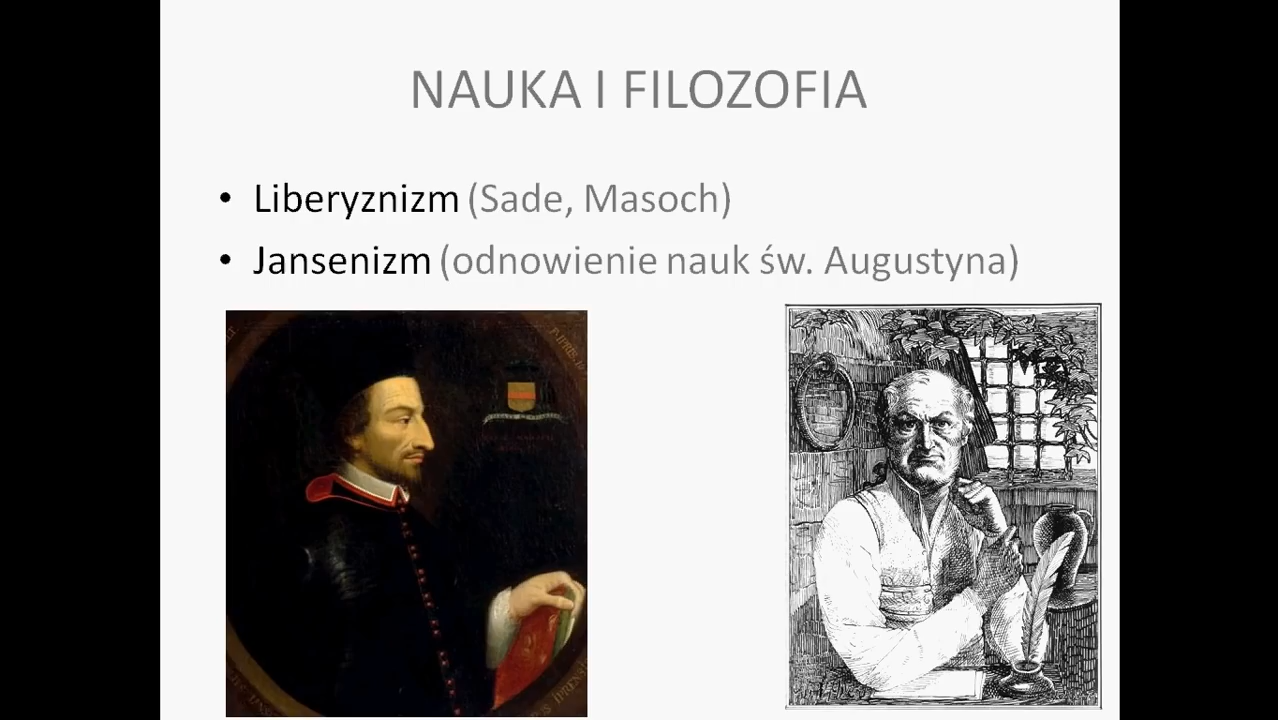 NAUKA I FILOZOFIA
• Liberyznizm (Sade, Masoch)
• Jansenizm (odnowienie nauk św. Augustyna)